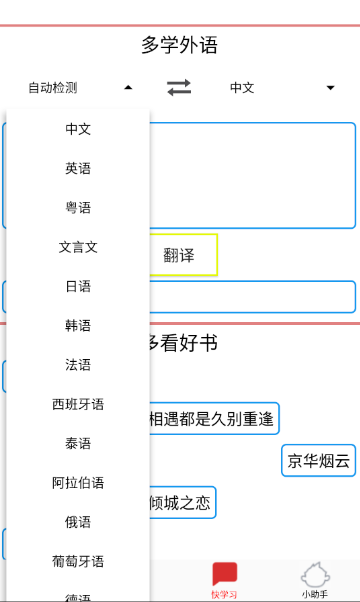 多学外语
自动检测
中文
中文
英语
粤语
文言文
翻译
日语
韩语
多看好书
法语
西班牙语
相遇都是久别重逢
泰语
京华烟云
阿拉伯语
倾城之恋
俄语
葡萄牙语
德语
快学习
小助手